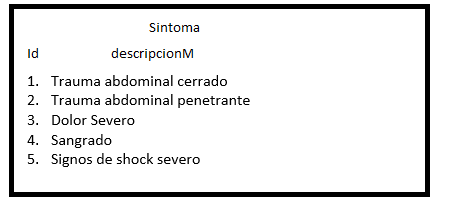 Sintoma
Id descripcionM
1. Trauma abdominal cerrado
2. Trauma abdominal penetrante
3. Dolor Severo
4. Sangrado
5. Signos de shock severo